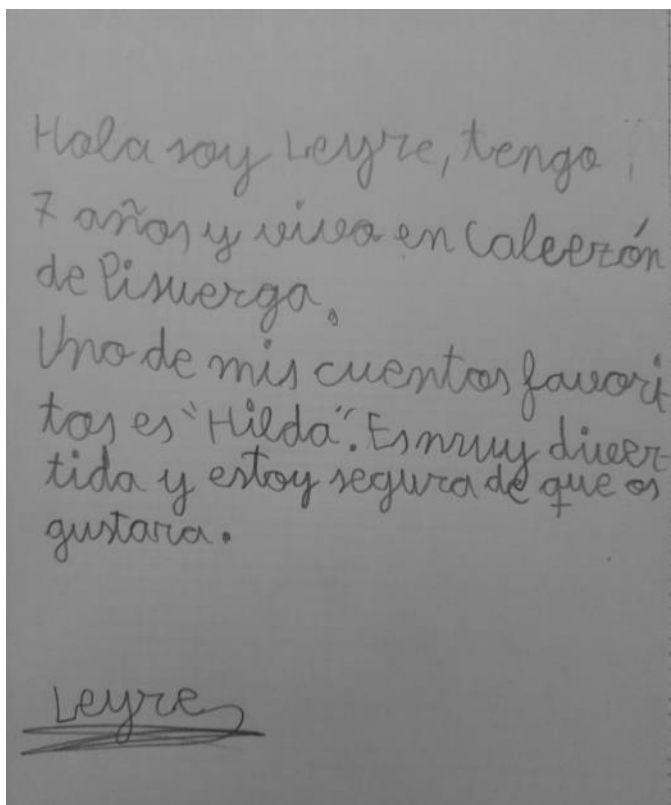 Hola soy Leyre, tengo
7 años y vivo en Caleezón
de Pisuerga.
Uno de mis cuentos favori-
tos es "Hilda". Es muy diver-
tida y estoy segura de que os
gustara.
Leyre